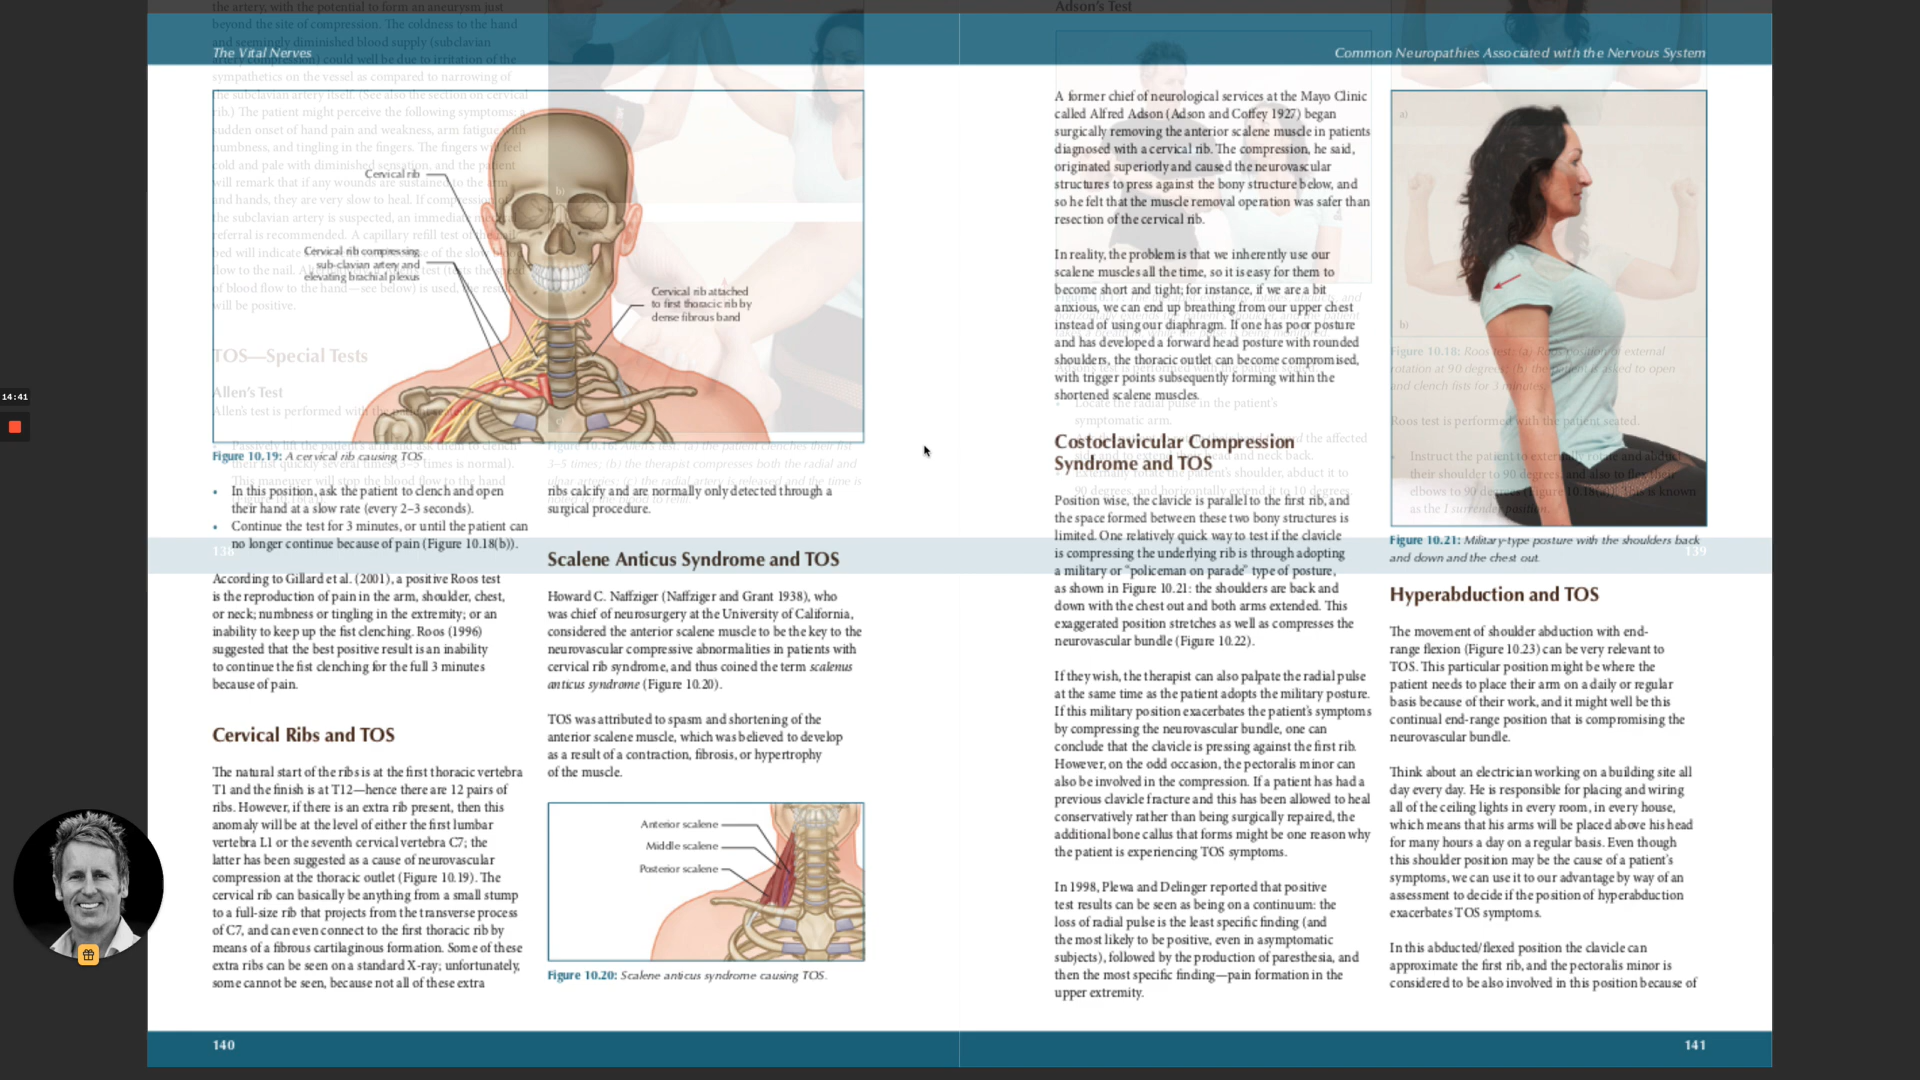 The Vital Nerves
Cervical rib
Cervical rib compressing
sub-clavian artery and
elevating brachial plexus
Cervical rib attached
to first thoracic rib by
dense fibrous band
Figure 10.19: A cervical rib causing TOS.
• In this position, ask the patient to clench and open
their hand at a slow rate (every 2–3 seconds).
• Continue the test for 3 minutes, or until the patient can
no longer continue because of pain (Figure 10.18(b)).
According to Gillard et al. (2001), a positive Roos test
is the reproduction of pain in the arm, shoulder, chest,
or neck; numbness or tingling in the extremity; or an
inability to keep up the fist clenching. Roos (1996)
suggested that the best positive result is an inability
to continue the fist clenching for the full 3 minutes
because of pain.
Cervical Ribs and TOS
The natural start of the ribs is at the first thoracic vertebra
T1 and the finish is at T12—hence there are 12 pairs of
ribs. However, if there is an extra rib present, then this
anomaly will be at the level of either the first lumbar
vertebra L1 or the seventh cervical vertebra C7; the
latter has been suggested as a cause of neurovascular
compression at the thoracic outlet (Figure 10.19). The
cervical rib can basically be anything from a small stump
to a full-size rib that projects from the transverse process
of C7, and can even connect to the first thoracic rib by
means of a fibrous cartilaginous formation. Some of these
extra ribs can be seen on a standard X-ray; unfortunately,
some cannot be seen, because not all of these extra
ribs calcify and are normally only detected through a
surgical procedure.
Scalene Anticus Syndrome and TOS
Howard C. Naffziger (Naffziger and Grant 1938), who
was chief of neurosurgery at the University of California,
considered the anterior scalene muscle to be the key to the
neurovascular compressive abnormalities in patients with
cervical rib syndrome, and thus coined the term scalenus
anticus syndrome (Figure 10.20).
TOS was attributed to spasm and shortening of the
anterior scalene muscle, which was believed to develop
as a result of a contraction, fibrosis, or hypertrophy
of the muscle.
Anterior scalene
Middle scalene
Posterior scalene
Figure 10.20: Scalene anticus syndrome causing TOS.
140
Adson's Test
Common Neuropathies Associated with the Nervous System
A former chief of neurological services at the Mayo Clinic
called Alfred Adson (Adson and Coffey 1927) began
surgically removing the anterior scalene muscle in patients
diagnosed with a cervical rib. The compression, he said,
originated superiorly and caused the neurovascular
structures to press against the bony structure below, and
so he felt that the muscle removal operation was safer than
resection of the cervical rib.
In reality, the problem is that we inherently use our
scalene muscles all the time, so it is easy for them to
become short and tight; for instance, if we are a bit
anxious, we can end up breathing from our upper chest
instead of using our diaphragm. If one has poor posture
and has developed a forward head posture with rounded
shoulders, the thoracic outlet can become compromised,
with trigger points subsequently forming within the
shortened scalene muscles.
Costoclavicular Compression
Syndrome and TOS
Position wise, the clavicle is parallel to the first rib, and
the space formed between these two bony structures is
limited. One relatively quick way to test if the clavicle
is compressing the underlying rib is through adopting
a military or "policeman on parade" type of posture,
as shown in Figure 10.21: the shoulders are back and
down with the chest out and both arms extended. This
exaggerated position stretches as well as compresses the
neurovascular bundle (Figure 10.22).
If they wish, the therapist can also palpate the radial pulse
at the same time as the patient adopts the military posture.
If this military position exacerbates the patient's symptoms
by compressing the neurovascular bundle, one can
conclude that the clavicle is pressing against the first rib.
However, on the odd occasion, the pectoralis minor can
also be involved in the compression. If a patient has had a
previous clavicle fracture and this has been allowed to heal
conservatively rather than being surgically repaired, the
additional bone callus that forms might be one reason why
the patient is experiencing TOS symptoms.
In 1998, Plewa and Delinger reported that positive
test results can be seen as being on a continuum: the
loss of radial pulse is the least specific finding (and
the most likely to be positive, even in asymptomatic
subjects), followed by the production of paresthesia, and
then the most specific finding—pain formation in the
upper extremity.
Figure 10.21: Military-type posture with the shoulders back
and down and the chest out.
Hyperabduction and TOS
The movement of shoulder abduction with end-
range flexion (Figure 10.23) can be very relevant to
TOS. This particular position might be where the
patient needs to place their arm on a daily or regular
basis because of their work, and it might well be this
continual end-range position that is compromising the
neurovascular bundle.
Think about an electrician working on a building site all
day every day. He is responsible for placing and wiring
all of the ceiling lights in every room, in every house,
which means that his arms will be placed above his head
for many hours a day on a regular basis. Even though
this shoulder position may be the cause of a patient's
symptoms, we can use it to our advantage by way of an
assessment to decide if the position of hyperabduction
exacerbates TOS symptoms.
In this abducted/flexed position the clavicle can
approximate the first rib, and the pectoralis minor is
considered to be also involved in this position because of
141
14:41